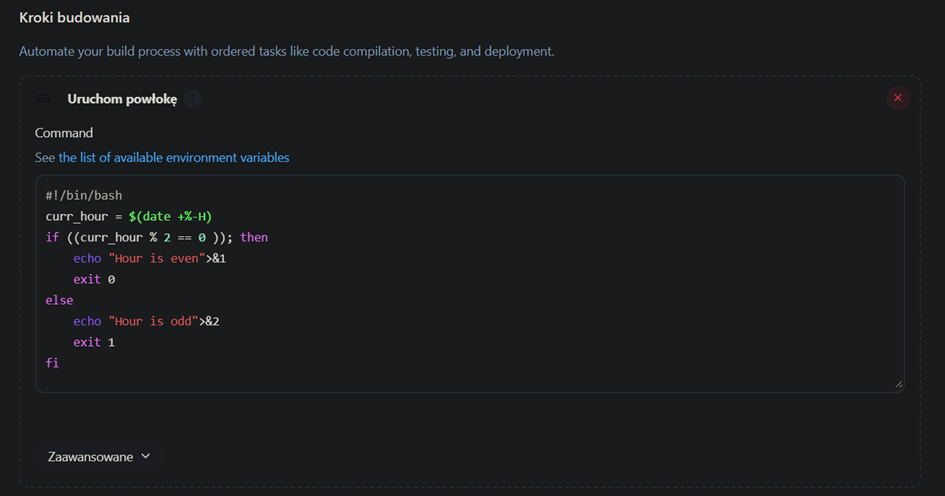 Kroki budowania
Automate your build process with ordered tasks like code compilation, testing, and deployment.
Uruchom powłokę ?
Command
See the list of available environment variables
#!/bin/bash
curr_hour = $(date +%-H)
if ((curr_hour % 2 == 0 )); then
    echo "Hour is even">&1
    exit 0
else
    echo "Hour is odd">&2
    exit 1
fi
Zaawansowane